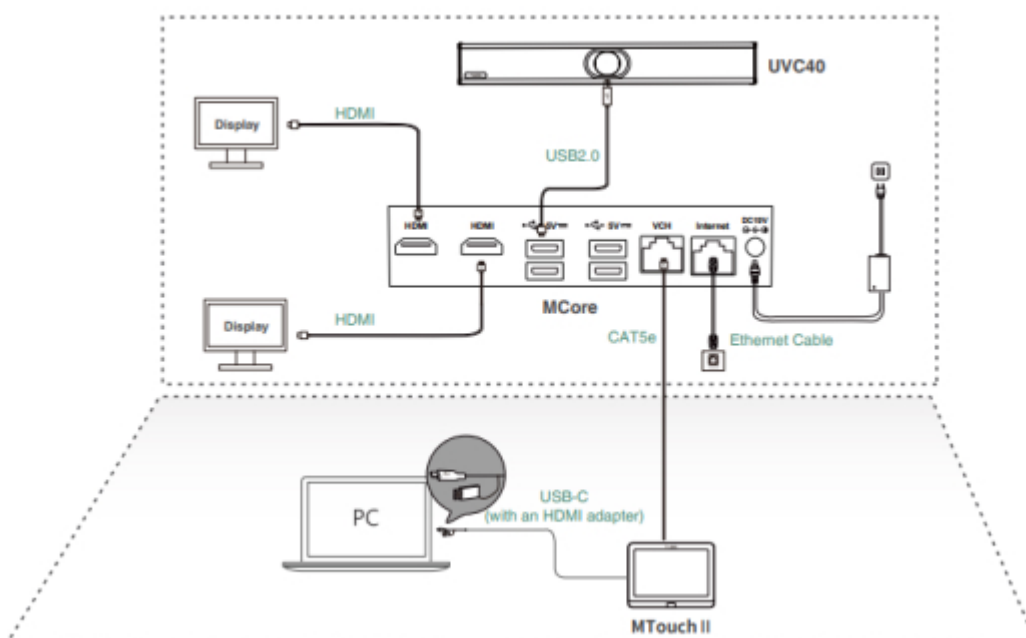 UVC40
HDMI
Display
USB2.0
HDMI
HDMI
5V
5V
VCH
Internet
DC19V
MCore
HDMI
Display
CAT5e
Ethernet Cable
PC
USB-C
(with an HDMI adapter)
MTouch II